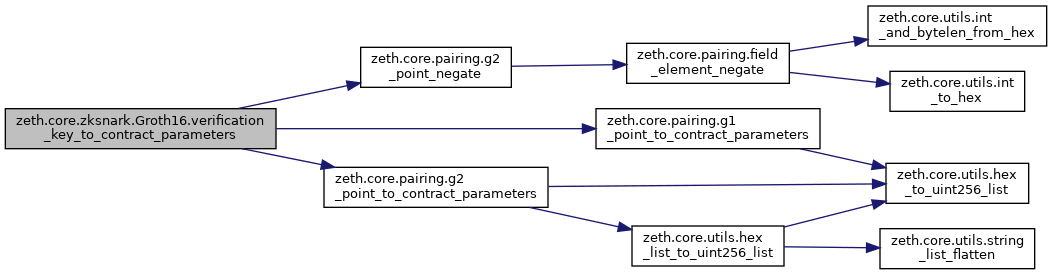 zeth.core.zksnark.Groth16.verification
_key_to_contract_parameters
zeth.core.pairing.g2
_point_negate
zeth.core.pairing.field
_element_negate
zeth.core.utils.int
_and_bytelen_from_hex
zeth.core.utils.int
_to_hex
zeth.core.pairing.g1
_point_to_contract_parameters
zeth.core.pairing.g2
_point_to_contract_parameters
zeth.core.utils.hex
_to_uint256_list
zeth.core.utils.hex
_list_to_uint256_list
zeth.core.utils.string
_list_flatten